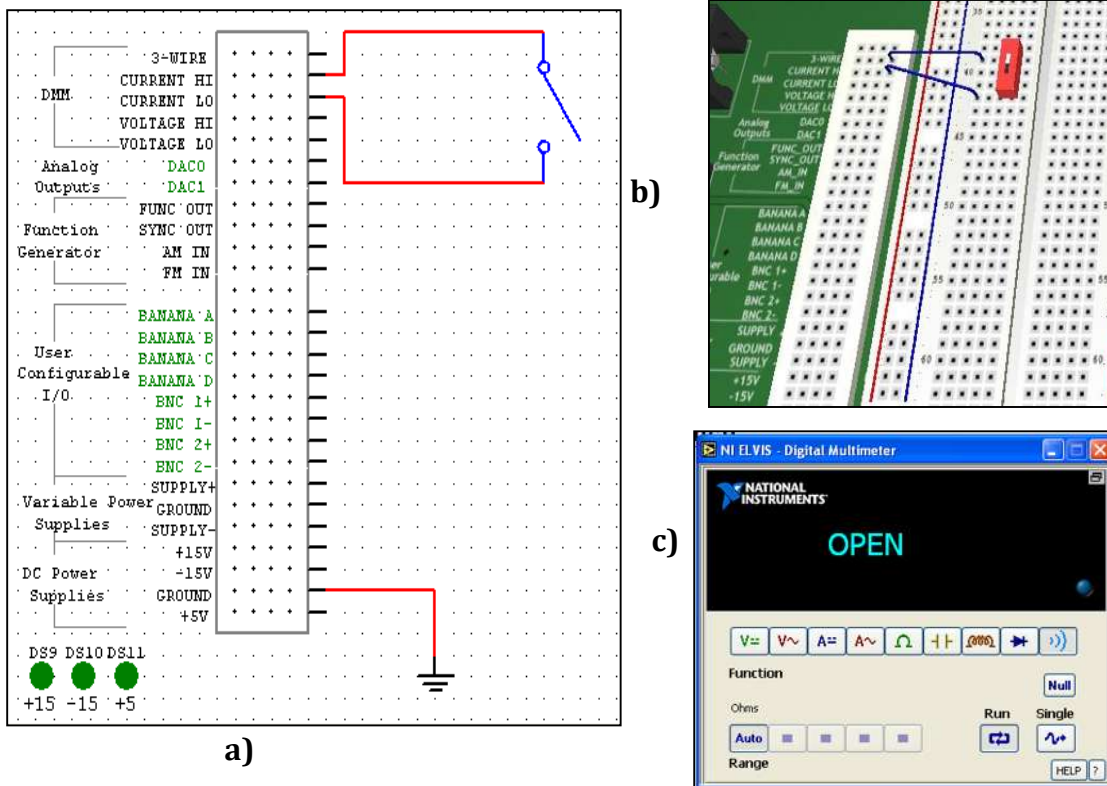 3-WIRE
CURRENT HI
DMM
CURRENT LO
VOLTAGE HI
VOLTAGE LO
Analog
Outputs
DAC0
DAC1
FUNC OUT
Function
Generator
SYNC OUT
AM IN
FM IN
BANANA A
BANANA B
User
Configurable
I/O
BANANA C
BANANA D
BNC 1+
BNC 1-
BNC 2+
BNC 2-
SUPPLY+
Variable Power
Supplies
GROUND
SUPPLY-
+15V
DC Power
Supplies
-15V
GROUND
+5V
DS9 DS10 DS11
+15 -15 +5
a)
b)
3-WIRE
CURRENT H
DMM
CURRENT L
VOLTAGE H
VOLTAGE LO
Analog
Outputs
DAC0
DAC1
Function
Generator
FUNC_OUT
SYNC_OUT
AM_IN
FM_IN
BANANA A
BANANA B
BANANA C
BANANA D
er
urable
BNC 1+
BNC 1-
BNC 2+
BNC 2-
SUPPLY
GROUND
SUPPLY
+15V
-15V
35
40
45
50
55
60
55
60
c)
NI ELVIS - Digital Multimeter
NATIONAL
INSTRUMENTS
OPEN
V V A A Ω
Function
Null
Ohms
Run Single
Auto
Range
HELP ?